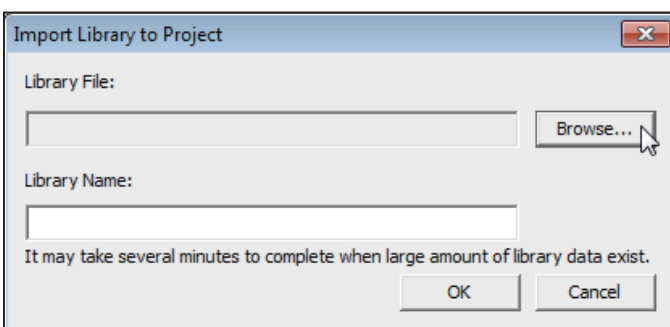 Import Library to Project
Library File:
Browse...
Library Name:
It may take several minutes to complete when large amount of library data exist.
OK Cancel